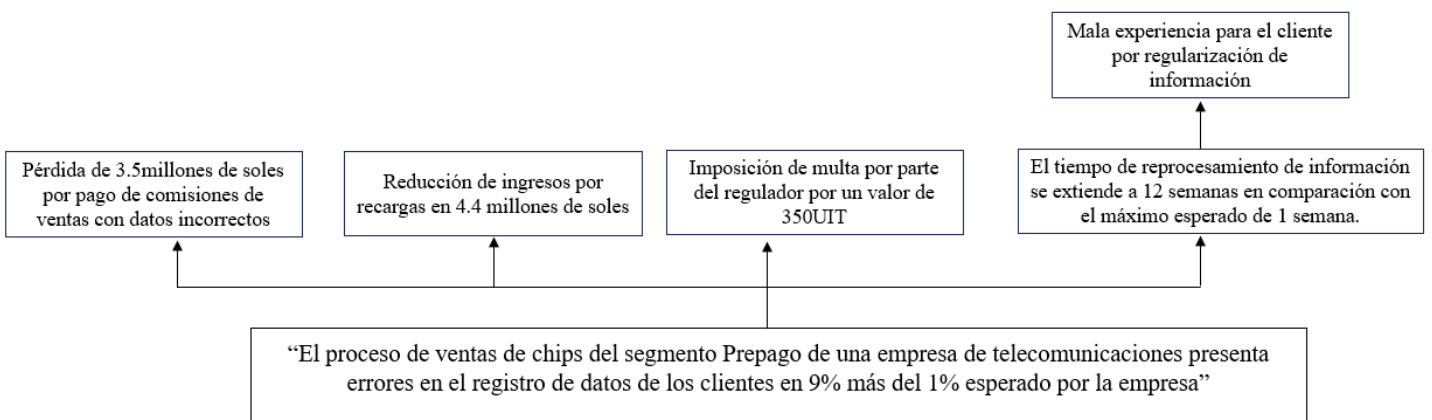 Mala experiencia para el cliente
por regularización de
información
Pérdida de 3.5millones de soles
por pago de comisiones de
ventas con datos incorrectos
Reducción de ingresos por
recargas en 4.4 millones de soles
Imposición de multa por parte
del regulador por un valor de
350UIT
El tiempo de reprocesamiento de información
se extiende a 12 semanas en comparación con
el máximo esperado de 1 semana.
“El proceso de ventas de chips del segmento Prepago de una empresa de telecomunicaciones presenta
errores en el registro de datos de los clientes en 9% más del 1% esperado por la empresa”